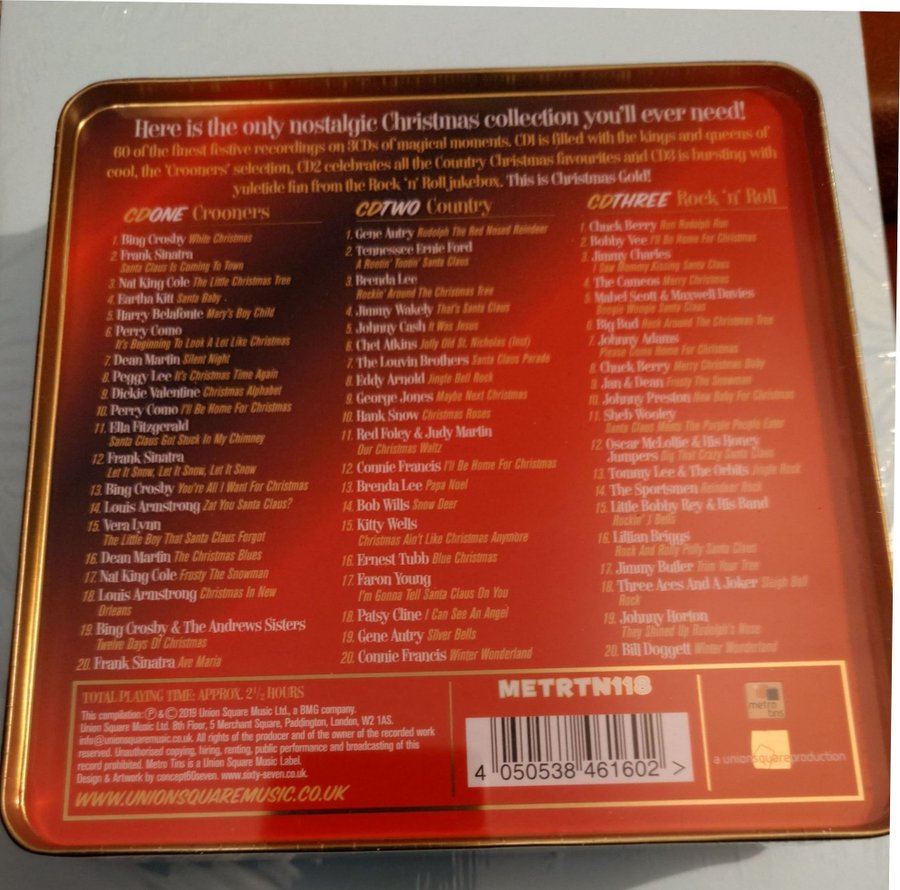 Here is the only nostalgic Christmas collection you'll ever need!
60 of the finest festive recordings on 3CDs of magical moments. CD1 is filled with the kings and queens of
cool, the 'Crooners' selection, CD2 celebrates all the Country Christmas favourites and CD3 is bursting with
yuletide fun from the Rock 'n' Roll jukebox. This is Christmas Gold!
CDONE Crooners
1. Bing Crosby White Christmas
2. Frank Sinatra
Santa Claus Is Coming To Town
3. Nat King Cole The Little Christmas Tree
4. Eartha Kitt Santa Baby
5. Harry Belafonte Mary's Boy Child
6. Perry Como
It's Beginning To Look A Lot Like Christmas
7. Dean Martin Silent Night
8. Peggy Lee It's Christmas Time Again
9. Dickie Valentine Christmas Alphabet
10. Perry Como I'll Be Home For Christmas
11. Ella Fitzgerald
Santa Claus Got Stuck In My Chimney
12. Frank Sinatra
Let It Snow, Let It Snow, Let It Snow
13. Bing Crosby You're All I Want For Christmas
14. Louis Armstrong Zat You Santa Claus?
15. Vera Lynn
The Little Boy That Santa Claus Forgot
16. Dean Martin The Christmas Blues
17. Nat King Cole Frosty The Snowman
18. Louis Armstrong Christmas In New
Orleans
19. Bing Crosby & The Andrews Sisters
Twelve Days Of Christmas
20. Frank Sinatra Ave Maria
CDTWO Country
1. Gene Autry Rudolph The Red Nosed Reindeer
2. Tennessee Ernie Ford
A Rootin' Tootin' Santa Claus
3. Brenda Lee
Rockin' Around The Christmas Tree
4. Jimmy Wakely That's Santa Claus
5. Johnny Cash It Was Jesus
6. Chet Atkins Jolly Old St. Nicholas (Inst)
7. The Louvin Brothers Santa Claus Parade
8. Eddy Arnold Jingle Bell Rock
9. George Jones Maybe Next Christmas
10. Hank Snow Christmas Roses
11. Red Foley & Judy Martin
Our Christmas Waltz
12. Connie Francis I'll Be Home For Christmas
13. Brenda Lee Papa Noel
14. Bob Wills Snow Deer
15. Kitty Wells
Christmas Ain't Like Christmas Anymore
16. Ernest Tubb Blue Christmas
17. Faron Young
I'm Gonna Tell Santa Claus On You
18. Patsy Cline I Can See An Angel
19. Gene Autry Silver Bells
20. Connie Francis Winter Wonderland
CDTHREE Rock 'n' Roll
1. Chuck Berry Run Rudolph Run
2. Bobby Vee I'll Be Home For Christmas
3. Jimmy Charles
I Saw Mommy Kissing Santa Claus
4. The Cameos Merry Christmas
5. Mabel Scott & Maxwell Davies
Boogie Woogie Santa Claus
6. Big Bud Rock Around The Christmas Tree
7. Johnny Adams
Please Come Home For Christmas
8. Chuck Berry Merry Christmas Baby
9. Jan & Dean Frosty The Snowman
10. Johnny Preston New Baby For Christmas
11. Sheb Wooley
Santa Claus Meets The Purple People Eater
12. Oscar McLollie & His Honey
Jumpers Dig That Crazy Santa Claus
13. Tommy Lee & The Orbits Jingle Rock
14. The Sportsmen Reindeer Rock
15. Little Bobby Rey & His Band
Rockin' J Bells
16. Lillian Briggs
Rock And Rolly Polly Santa Claus
17. Jimmy Butler Trim Your Tree
18. Three Aces And A Joker Sleigh Bell
Rock
19. Johnny Horton
They Shined Up Rudolph's Nose
20. Bill Doggett Winter Wonderland
TOTAL PLAYING TIME: APPROX. 2½ HOURS
This compilation: Ⓟ & © 2019 Union Square Music Ltd., a BMG company.
Union Square Music Ltd. 8th Floor, 5 Merchant Square, Paddington, London, W2 1AS.
info@unionsquaremusic.co.uk. All rights of the producer and of the owner of the recorded work
reserved. Unauthorised copying, hiring, renting, public performance and broadcasting of this
record prohibited. Metro Tins is a Union Square Music Label.
Design & Artwork by conceptsixtyseven. www.sixty-seven.co.uk.
WWW.UNIONSQUAREMUSIC.CO.UK
METRTN118
4 050538 461602 >
metro
tins
a unionsquareproduction